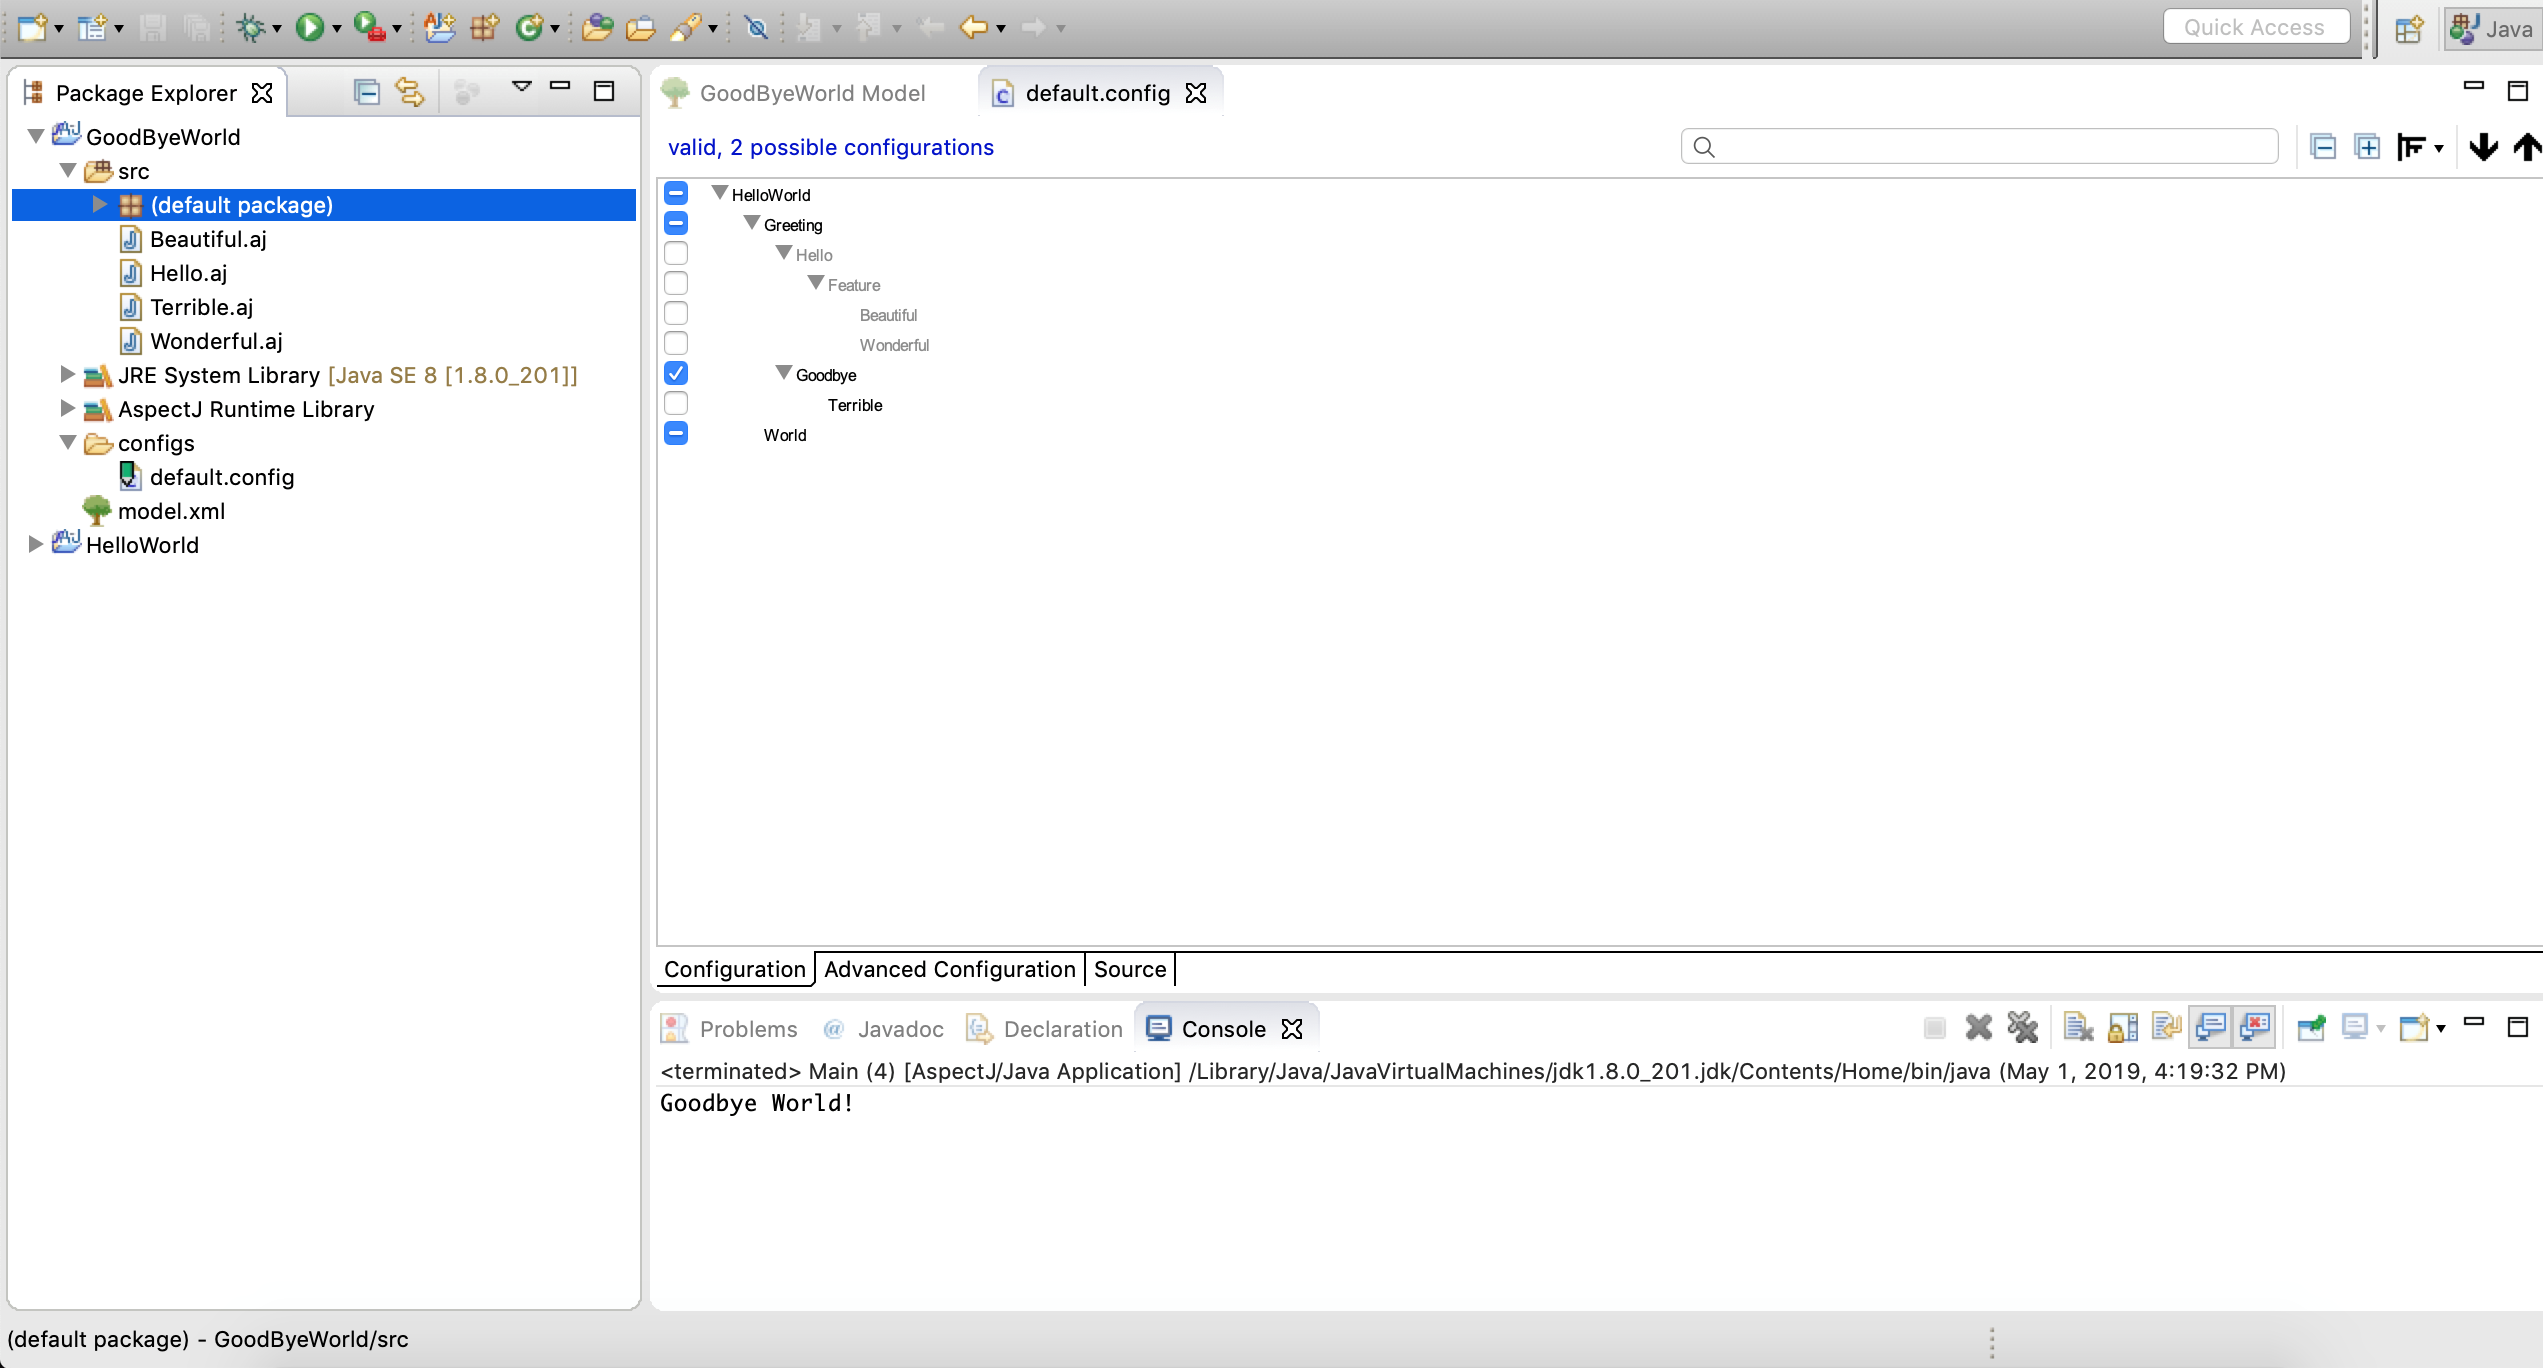 Quick Access
Java
Package Explorer
GoodByeWorld
src
(default package)
Beautiful.aj
Hello.aj
Terrible.aj
Wonderful.aj
JRE System Library [Java SE 8 [1.8.0_201]]
AspectJ Runtime Library
configs
default.config
model.xml
HelloWorld
GoodByeWorld Model
default.config
valid, 2 possible configurations
HelloWorld
Greeting
Hello
Feature
Beautiful
Wonderful
Goodbye
Terrible
World
Configuration
Advanced Configuration
Source
Problems
@ Javadoc
Declaration
Console
<terminated> Main (4) [AspectJ/Java Application] /Library/Java/JavaVirtualMachines/jdk1.8.0_201.jdk/Contents/Home/bin/java (May 1, 2019, 4:19:32 PM)
Goodbye World!
(default package) - GoodByeWorld/src